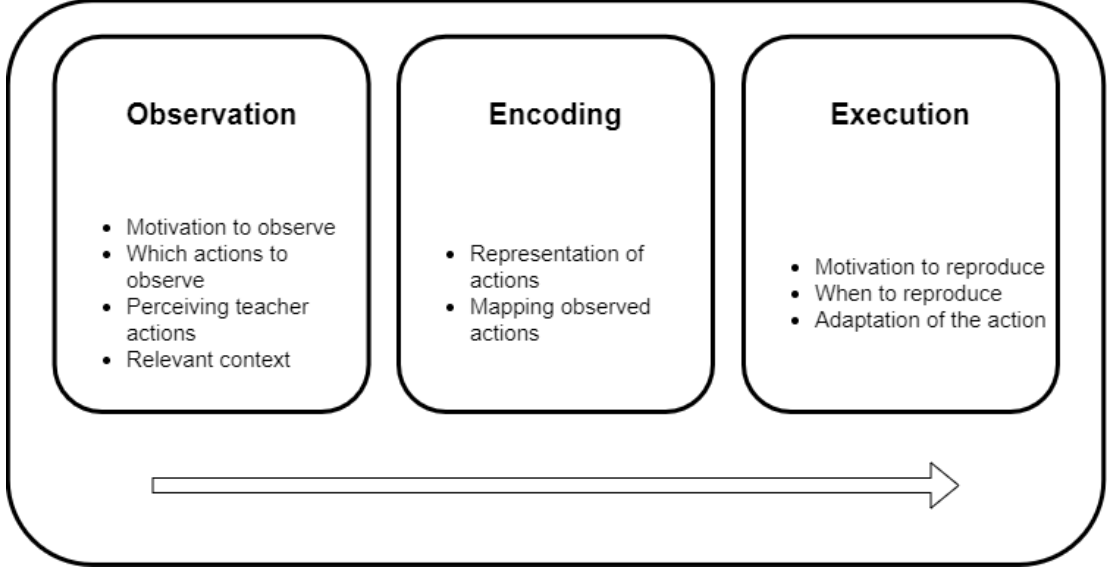 Observation
Motivation to observe
Which actions to
observe
Perceiving teacher
actions
Relevant context
Encoding
Representation of
actions
Mapping observed
actions
Execution
Motivation to reproduce
When to reproduce
Adaptation of the action